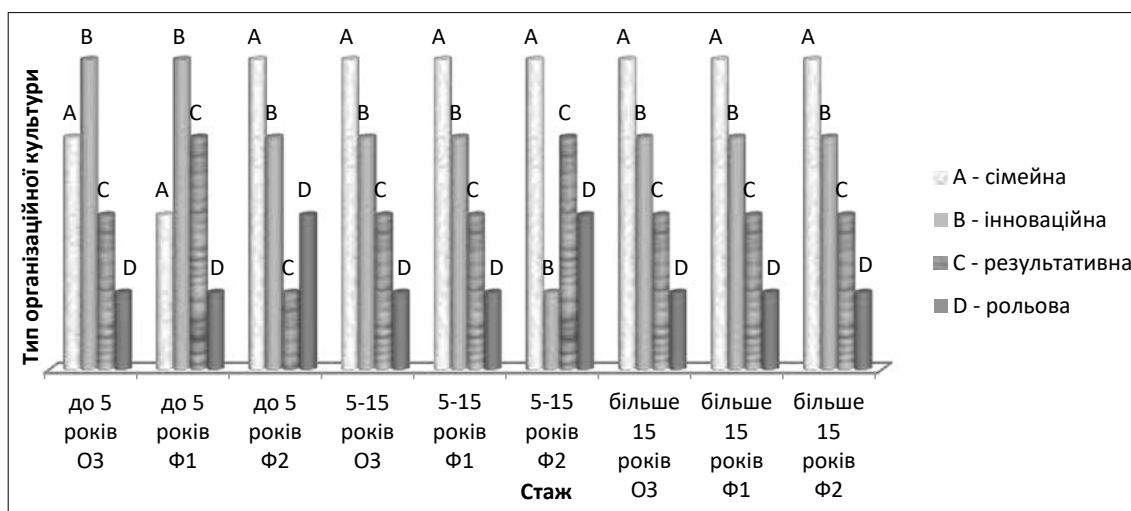 Тип організаційної культури
A B C D
A B C D
A B C D
A B C D
A B C D
A B C D
A B C D
A B C D
A B C D
до 5 років ОЗ
до 5 років Ф1
до 5 років Ф2
5-15 років ОЗ
5-15 років Ф1
5-15 років Ф2
більше 15 років ОЗ
більше 15 років Ф1
більше 15 років Ф2
Стаж
A - сімейна
B - інноваційна
C - результативна
D - рольова